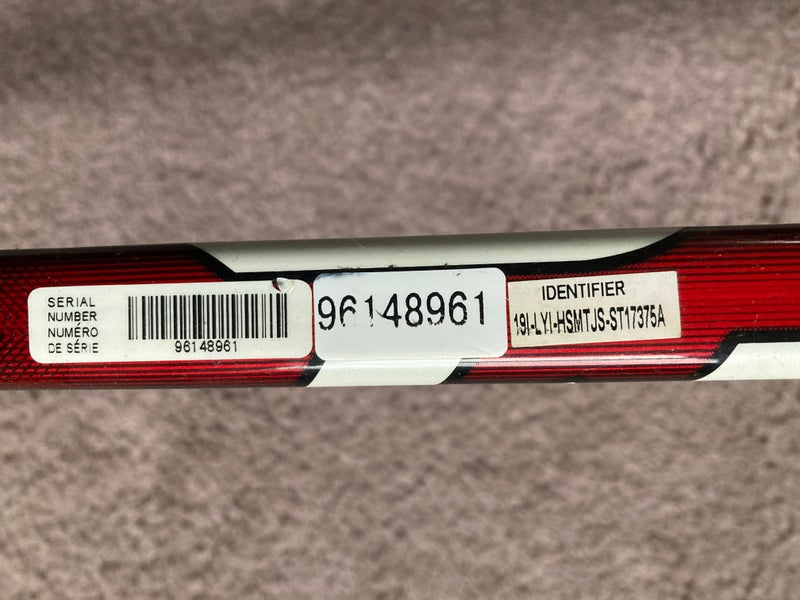 SERIAL
NUMBER
NUMÉRO
DE SÉRIE
96148961
96148961
IDENTIFIER
19I-LYI-HSMTJS-ST17375A